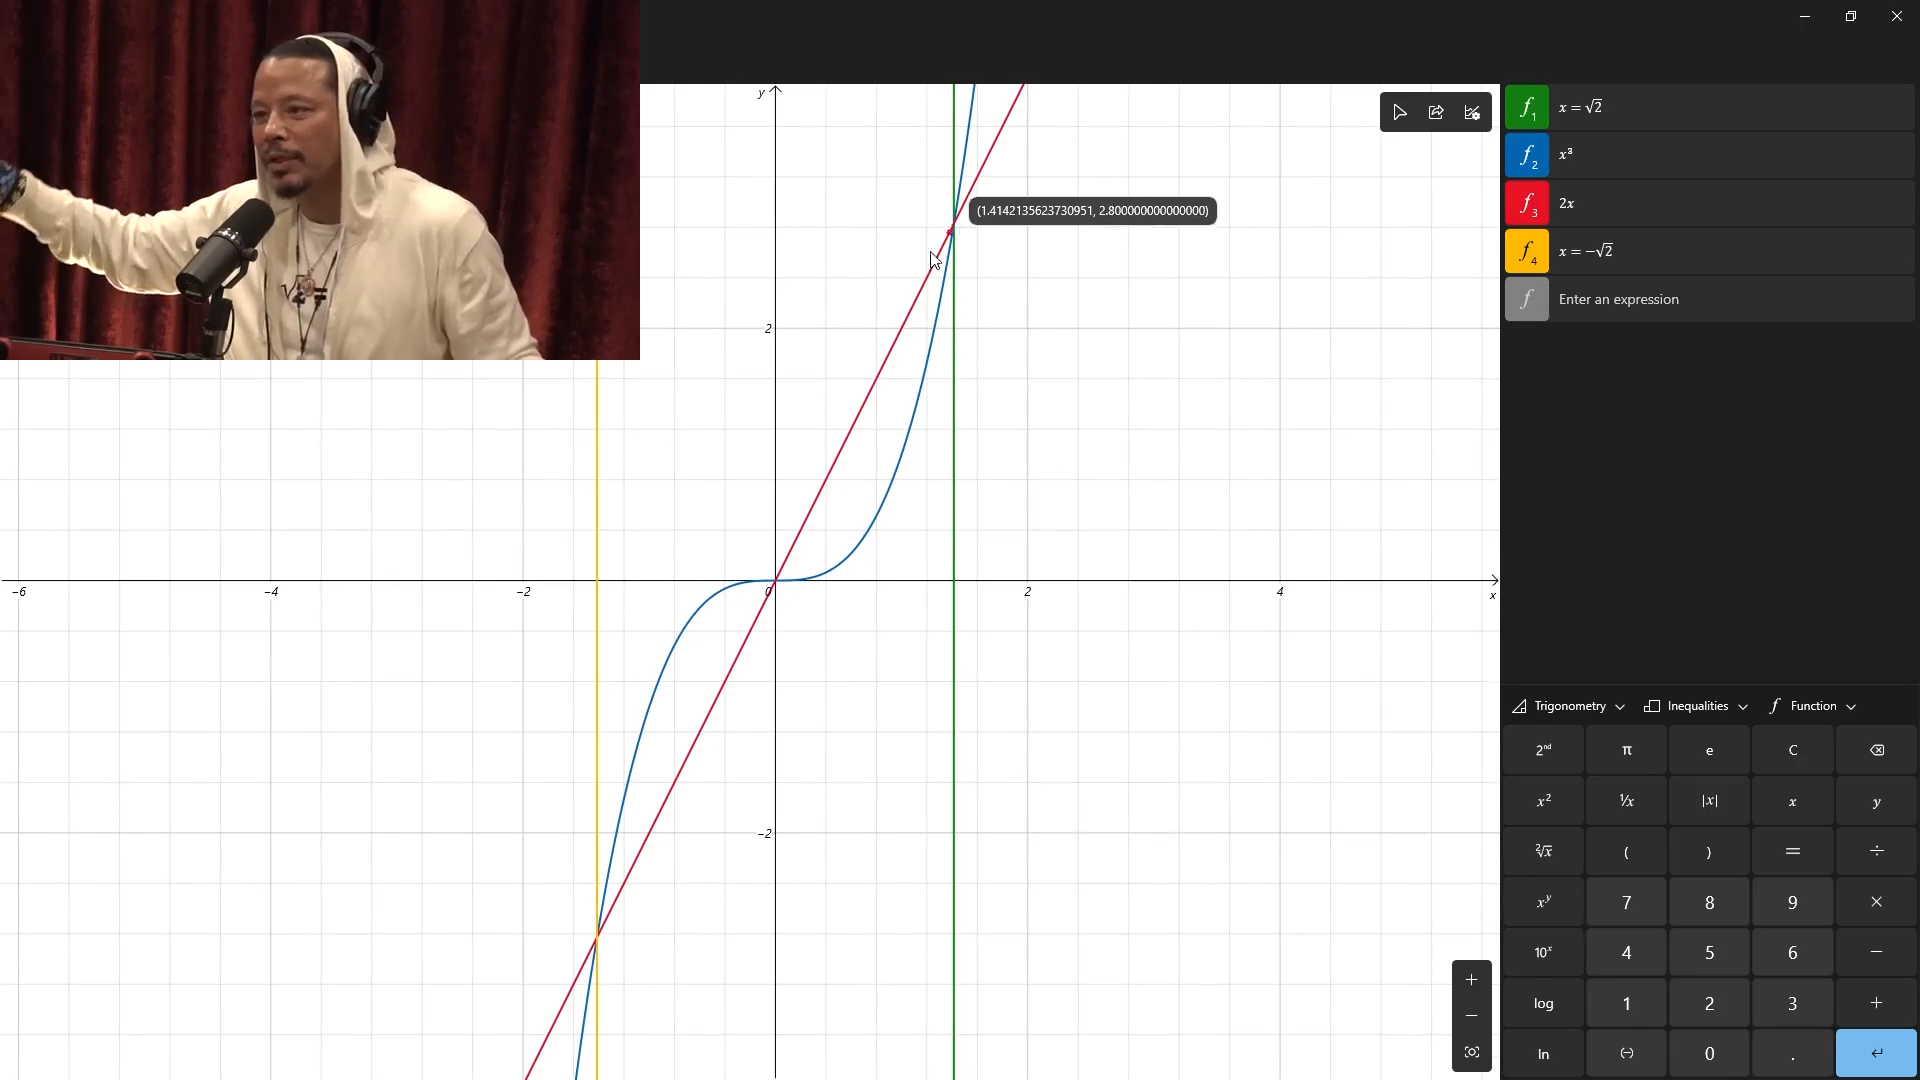 y
(1.4142135623730951, 2.800000000000000)
2
-6
-4
-2
0
2
4
x
-2
f1 x = √2
f2 x³
f3 2x
f4 x = −√2
f Enter an expression
Trigonometry Inequalities f Function
2nd π e C
x² ¹/x |x| x y
²√x ( ) = ÷
xʸ 7 8 9 ×
10ˣ 4 5 6 −
log 1 2 3 +
ln (-) 0 .
+
−